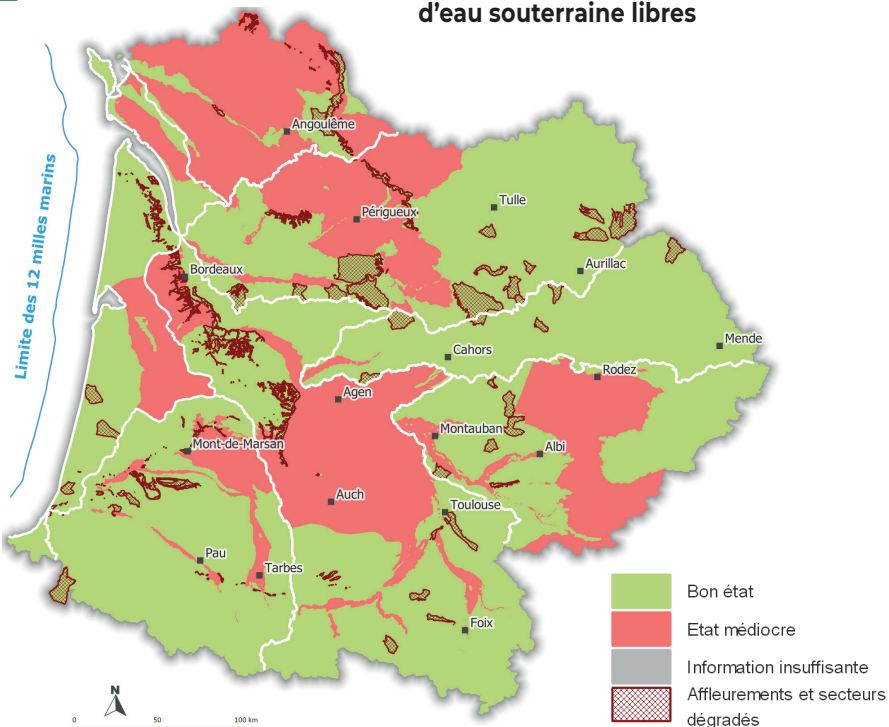 d'eau souterraine libres
Limite des 12 milles marins
Angoulême
Périgueux
Tulle
Bordeaux
Aurillac
Mende
Cahors
Rodez
Agen
Montauban
Mont-de-Marsan
Albi
Auch
Toulouse
Pau
Tarbes
Foix
Bon état
Etat médiocre
Information insuffisante
Affleurements et secteurs
dégradés
N
0 50 100 km